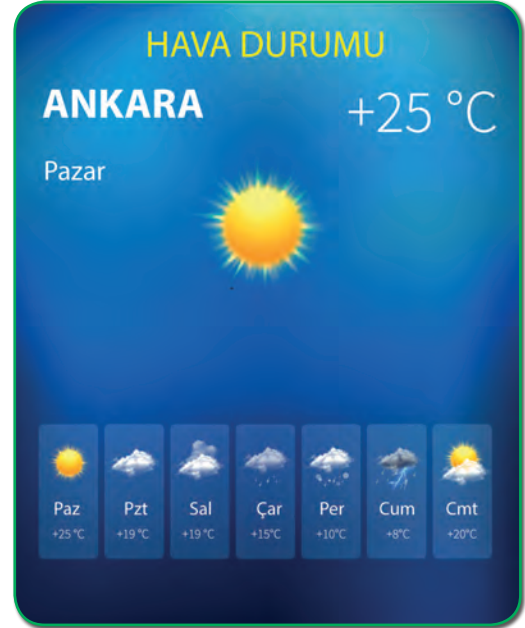 HAVA DURUMU
ANKARA +25 °C
Pazar
Paz Pzt Sal Çar Per Cum Cmt
+25 °C +19 °C +19 °C +15°C +10°C +8°C +20°C